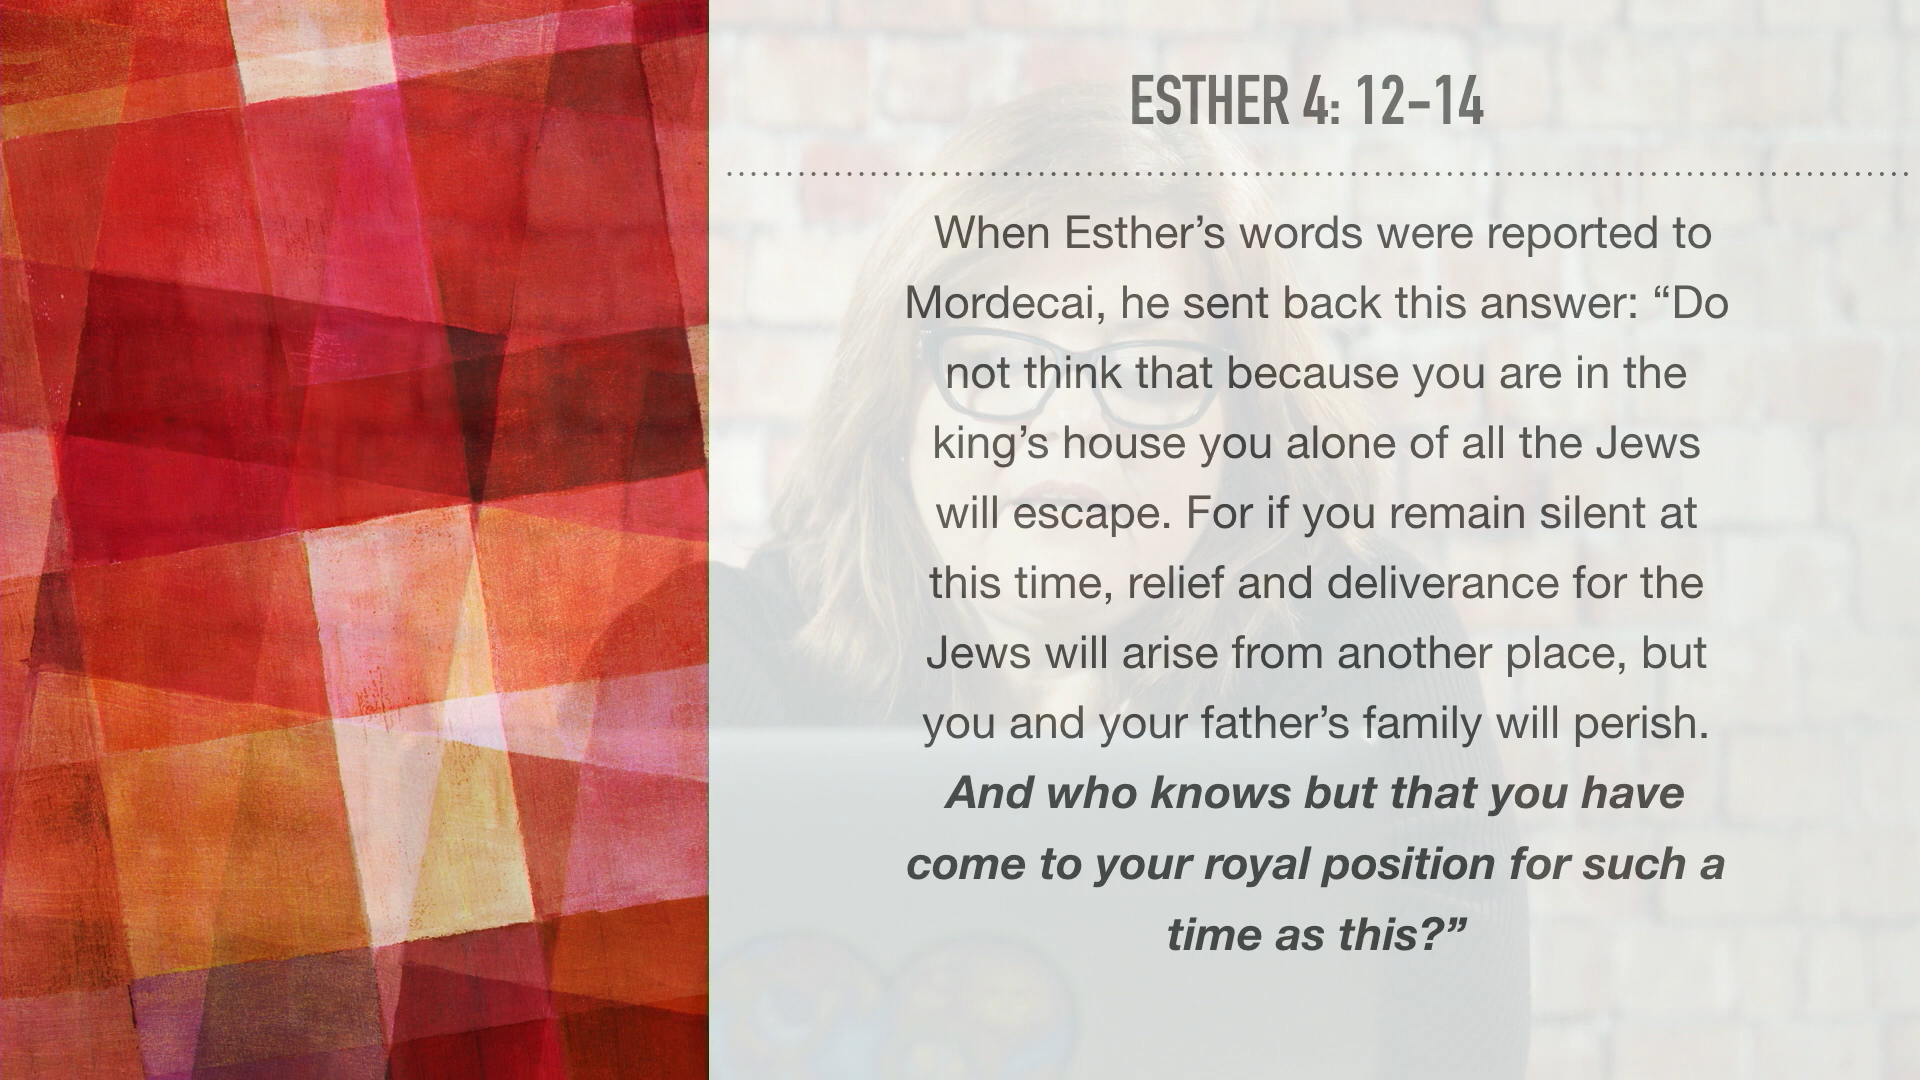 ESTHER 4: 12-14
When Esther’s words were reported to
Mordecai, he sent back this answer: “Do
not think that because you are in the
king’s house you alone of all the Jews
will escape. For if you remain silent at
this time, relief and deliverance for the
Jews will arise from another place, but
you and your father’s family will perish.
And who knows but that you have
come to your royal position for such a
time as this?”